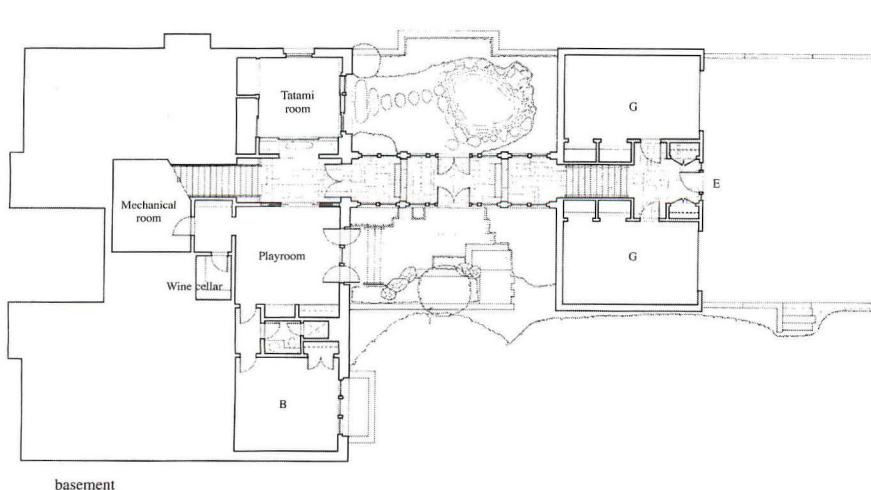 Tatami
room
G
E
Mechanical
room
Playroom
G
Wine cellar
B
basement